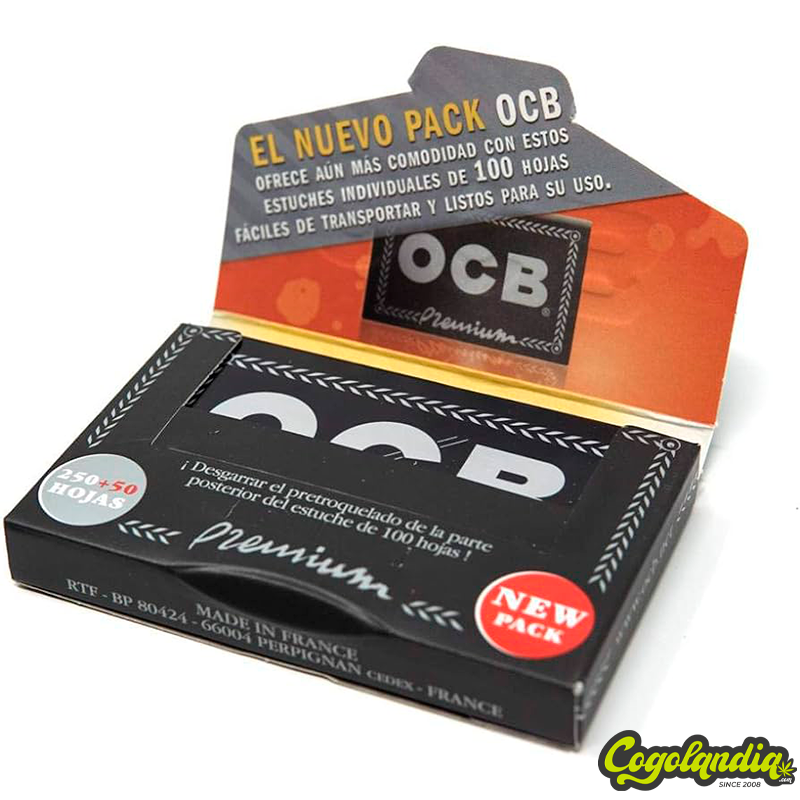 EL NUEVO PACK OCB
OFRECE AÚN MÁS COMODIDAD CON ESTOS
ESTUCHES INDIVIDUALES DE 100 HOJAS
FÁCILES DE TRANSPORTAR Y LISTOS PARA SU USO.
OCB®
Premium
OCB
250+50
HOJAS
¡ Desgarrar el pretroquelado de la parte
posterior del estuche de 100 hojas !
Premium
NEW
PACK
MADE IN FRANCE
RTF - BP 80424 - 66004 PERPIGNAN CEDEX - FRANCE
Cogolandia.com
SINCE 2008